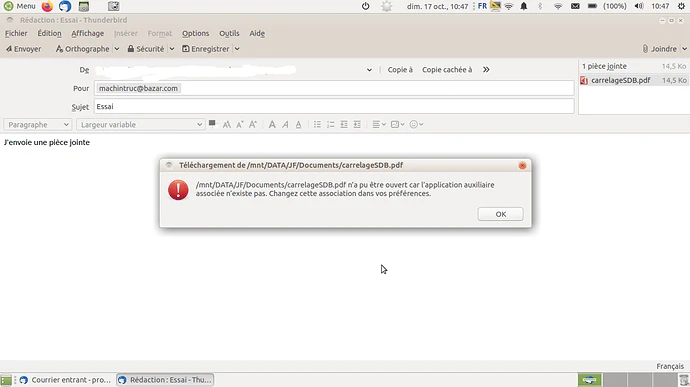 Menu
dim. 17 oct., 10:47
FR
(100%)
10:47
Rédaction : Essai - Thunderbird
Fichier Édition Affichage Insérer Format Options Outils Aide
Envoyer Orthographe Sécurité Enregistrer Joindre
De Copie à Copie cachée à
1 pièce jointe 14,5 Ko
carrelageSDB.pdf 14,5 Ko
Pour machintruc@bazar.com
Sujet Essai
Paragraphe Largeur variable
J'envoie une pièce jointe
Téléchargement de /mnt/DATA/JF/Documents/carrelageSDB.pdf
/mnt/DATA/JF/Documents/carrelageSDB.pdf n'a pu être ouvert car l'application auxiliaire
associée n'existe pas. Changez cette association dans vos préférences.
OK
Français
Courrier entrant - pro...
Rédaction : Essai - Thu...